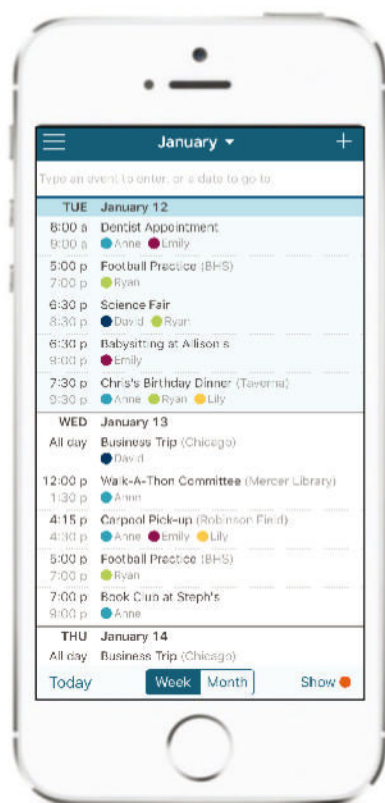 January
Type an event to enter, or a date to go to.
TUE January 12
8:00 a Dentist Appointment
9:00 a Anne Emily
5:00 p Football Practice (BHS)
7:00 p Ryan
6:30 p Science Fair
8:30 p David Ryan
6:30 p Babysitting at Allison's
9:00 p Emily
7:30 p Chris's Birthday Dinner (Taverna)
9:30 p Anne Ryan Lily
WED January 13
All day Business Trip (Chicago)
David
12:00 p Walk-A-Thon Committee (Mercer Library)
1:30 p Anne
4:15 p Carpool Pick-up (Robinson Field)
4:30 p Anne Emily Lily
5:00 p Football Practice (BHS)
7:00 p Ryan
7:00 p Book Club at Steph's
9:00 p Anne
THU January 14
All day Business Trip (Chicago)
Today Week Month Show